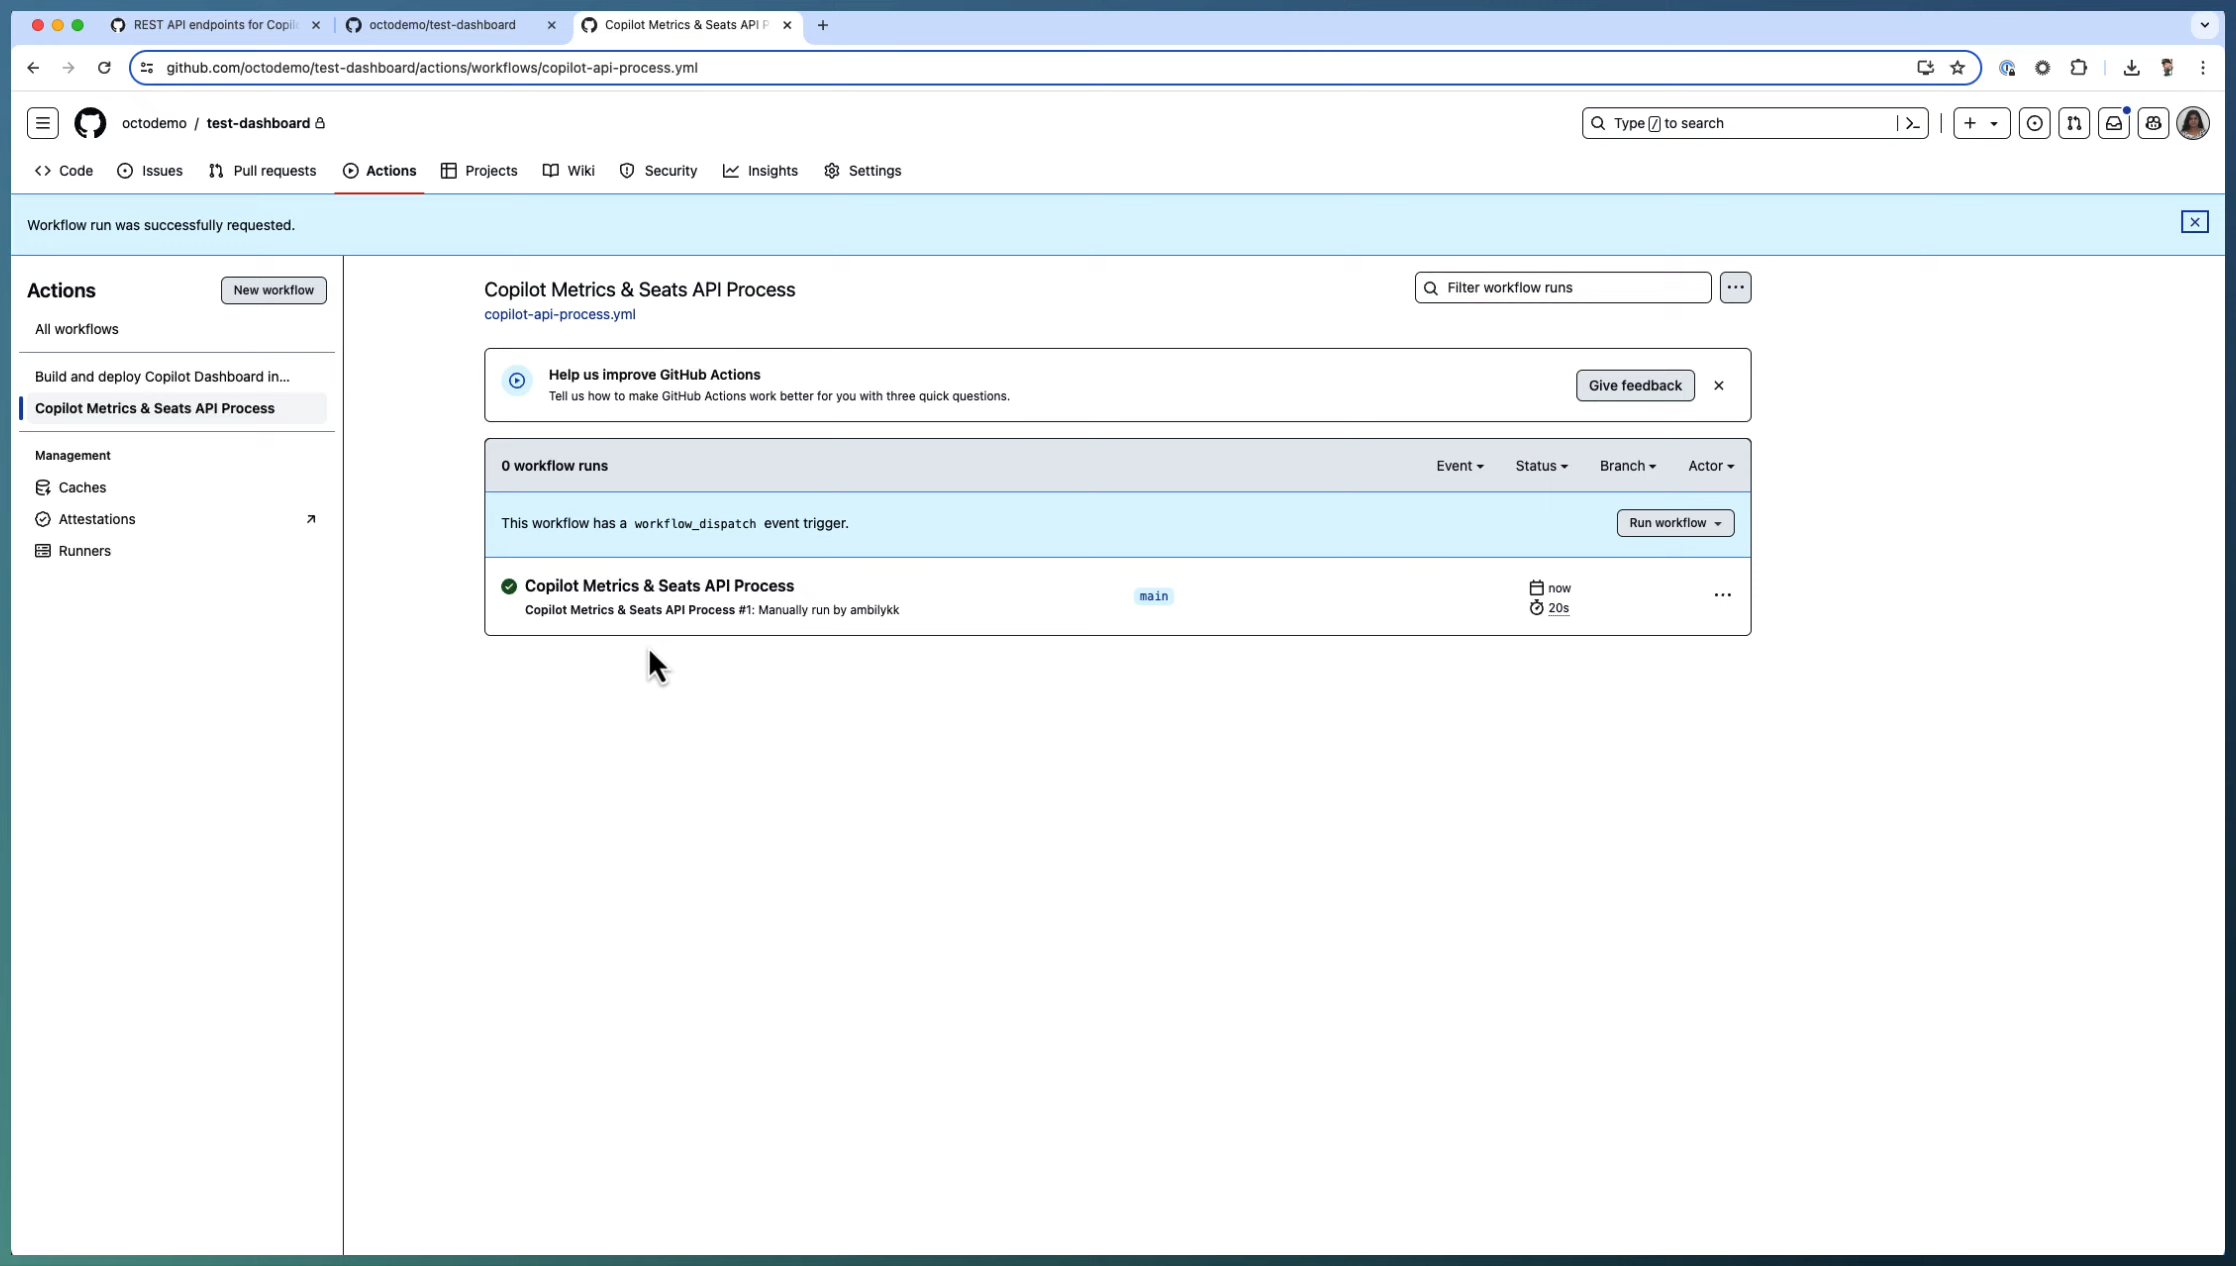 REST API endpoints for Copil
octodemo/test-dashboard
Copilot Metrics & Seats API P
github.com/octodemo/test-dashboard/actions/workflows/copilot-api-process.yml
octodemo / test-dashboard
Type / to search
Code
Issues
Pull requests
Actions
Projects
Wiki
Security
Insights
Settings
Workflow run was successfully requested.
Actions
New workflow
All workflows
Build and deploy Copilot Dashboard in...
Copilot Metrics & Seats API Process
Management
Caches
Attestations
Runners
Copilot Metrics & Seats API Process
copilot-api-process.yml
Filter workflow runs
Help us improve GitHub Actions
Tell us how to make GitHub Actions work better for you with three quick questions.
Give feedback
0 workflow runs
Event
Status
Branch
Actor
This workflow has a workflow_dispatch event trigger.
Run workflow
Copilot Metrics & Seats API Process
Copilot Metrics & Seats API Process #1: Manually run by ambilykk
main
now
20s